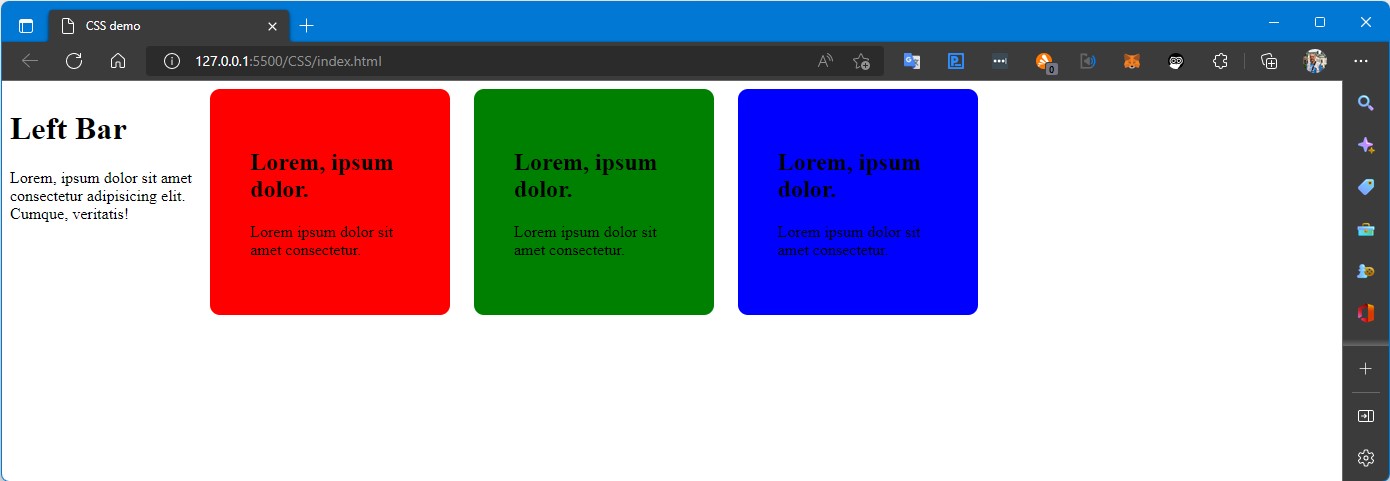 CSS demo
127.0.0.1:5500/CSS/index.html
0
Left Bar
Lorem, ipsum dolor sit amet
consectetur adipisicing elit.
Cumque, veritatis!
Lorem, ipsum
dolor.
Lorem ipsum dolor sit
amet consectetur.
Lorem, ipsum
dolor.
Lorem ipsum dolor sit
amet consectetur.
Lorem, ipsum
dolor.
Lorem ipsum dolor sit
amet consectetur.